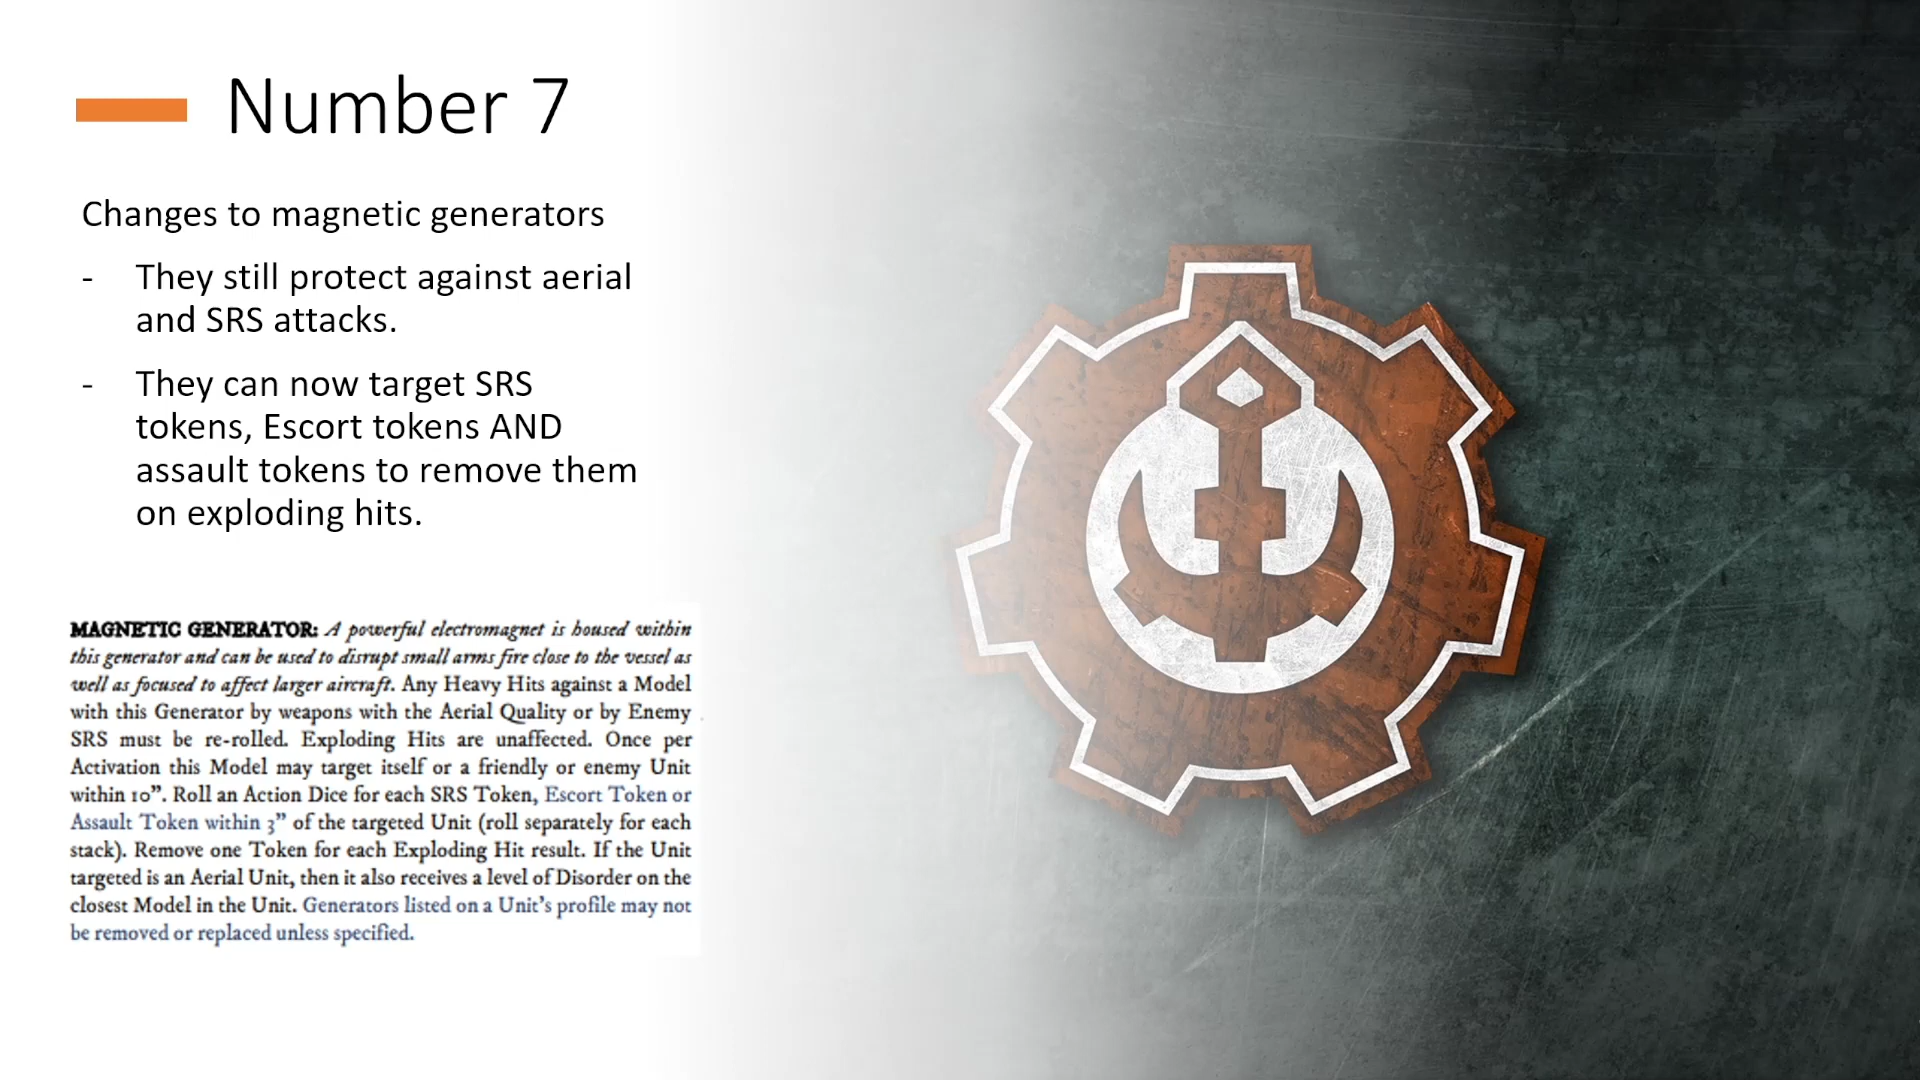 Number 7
Changes to magnetic generators
- They still protect against aerial
and SRS attacks.
- They can now target SRS
tokens, Escort tokens AND
assault tokens to remove them
on exploding hits.
MAGNETIC GENERATOR: A powerful electromagnet is housed within
this generator and can be used to disrupt small arms fire close to the vessel as
well as focused to affect larger aircraft. Any Heavy Hits against a Model
with this Generator by weapons with the Aerial Quality or by Enemy
SRS must be re-rolled. Exploding Hits are unaffected. Once per
Activation this Model may target itself or a friendly or enemy Unit
within 10”. Roll an Action Dice for each SRS Token, Escort Token or
Assault Token within 3” of the targeted Unit (roll separately for each
stack). Remove one Token for each Exploding Hit result. If the Unit
targeted is an Aerial Unit, then it also receives a level of Disorder on the
closest Model in the Unit. Generators listed on a Unit’s profile may not
be removed or replaced unless specified.